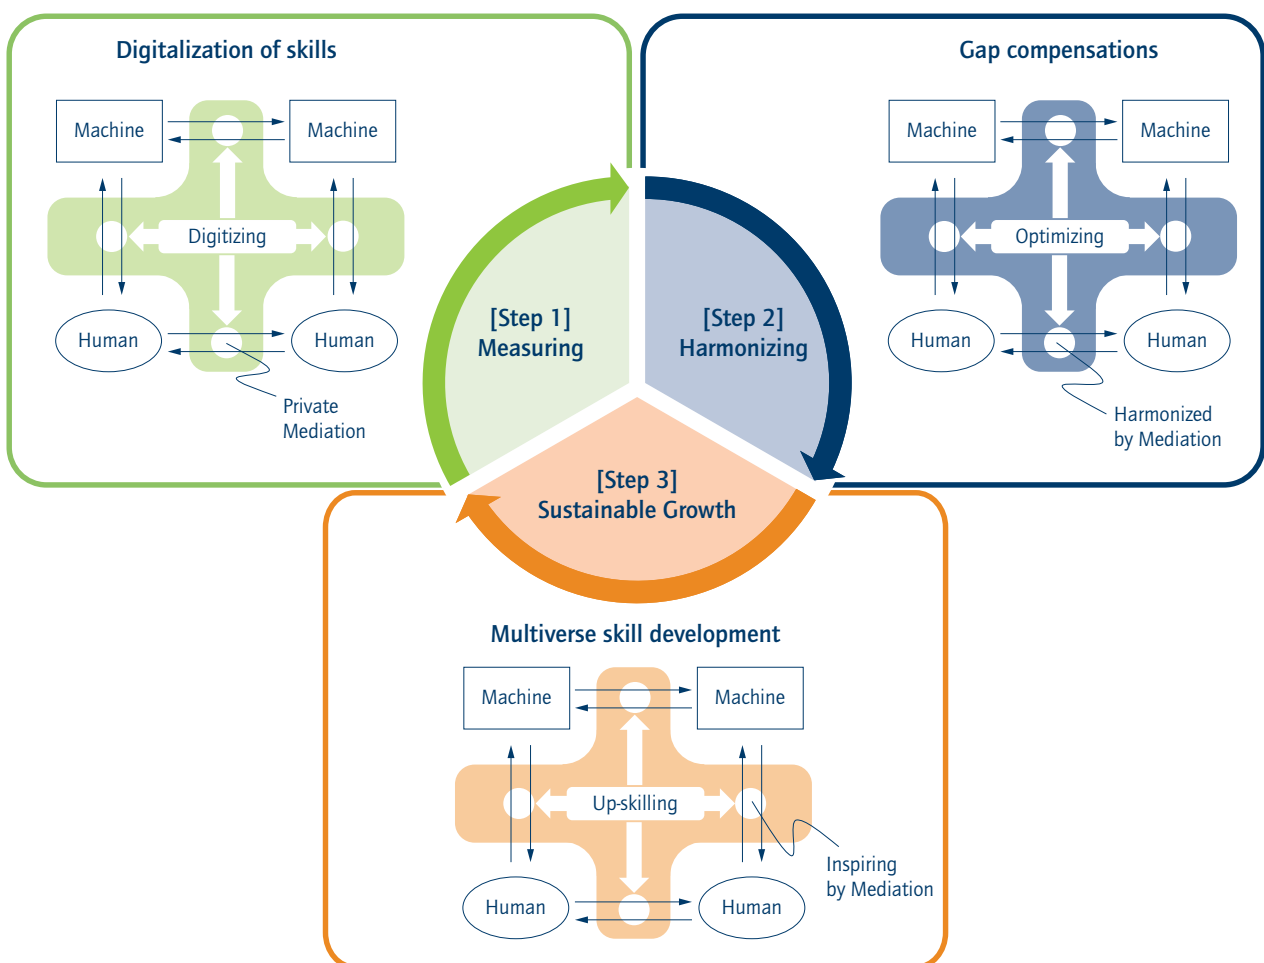 Digitalization of skills
Machine
Machine
Digitizing
Human
Human
Private
Mediation
Gap compensations
Machine
Machine
Optimizing
Human
Human
Harmonized
by Mediation
[Step 1]
Measuring
[Step 2]
Harmonizing
[Step 3]
Sustainable Growth
Multiverse skill development
Machine
Machine
Up-skilling
Human
Human
Inspiring
by Mediation